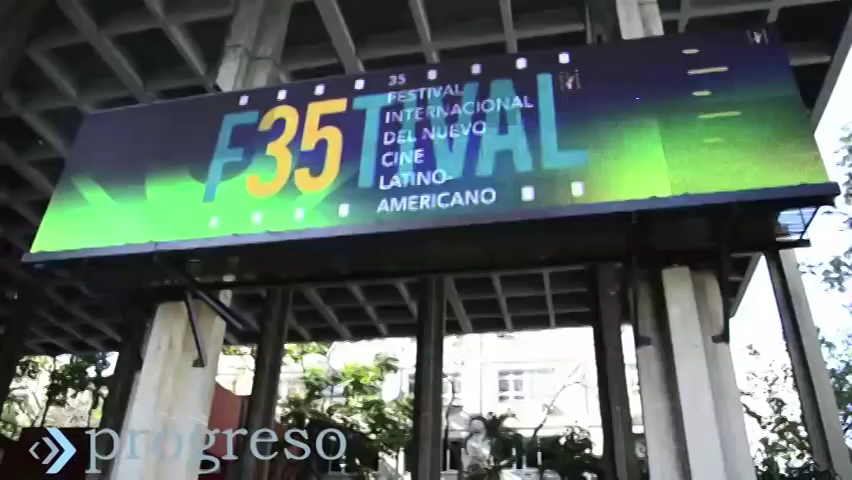 F35TIVAL
35
FESTIVAL
INTERNACIONAL
DEL NUEVO
CINE
LATINO-
AMERICANO
progreso